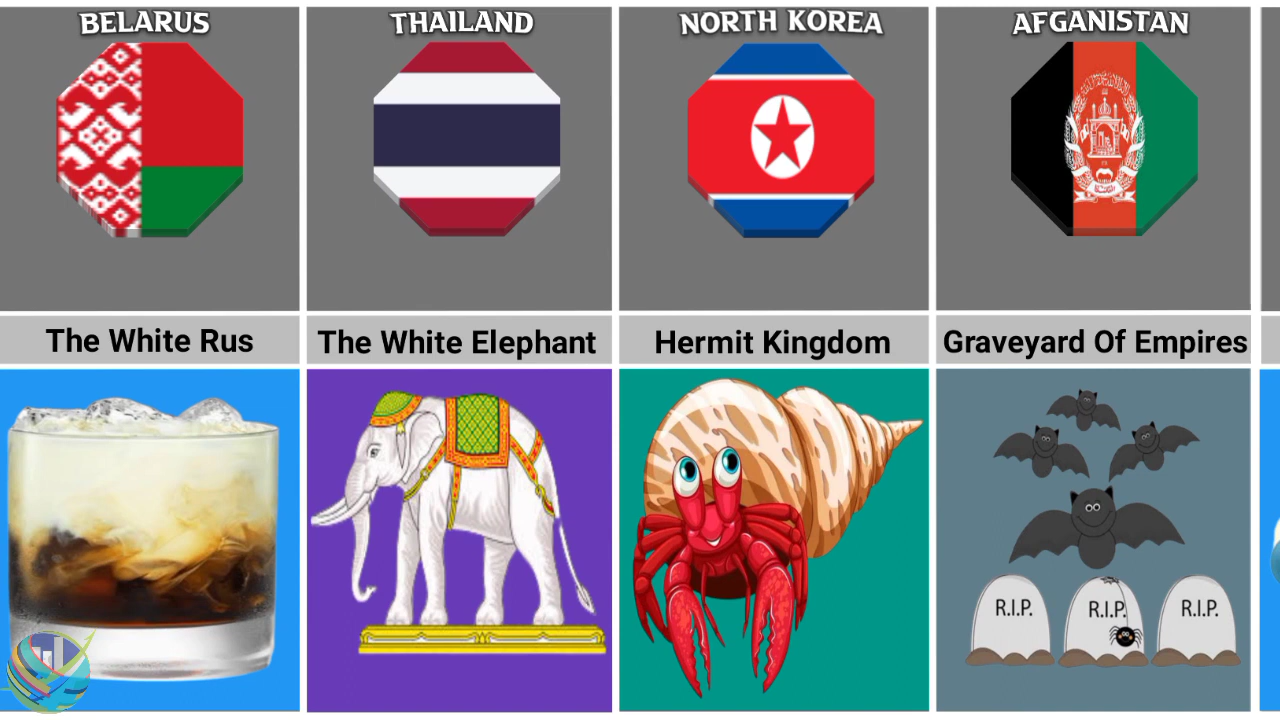 BELARUS
THAILAND
NORTH KOREA
AFGANISTAN
The White Rus
The White Elephant
Hermit Kingdom
Graveyard Of Empires
R.I.P.
R.I.P.
R.I.P.